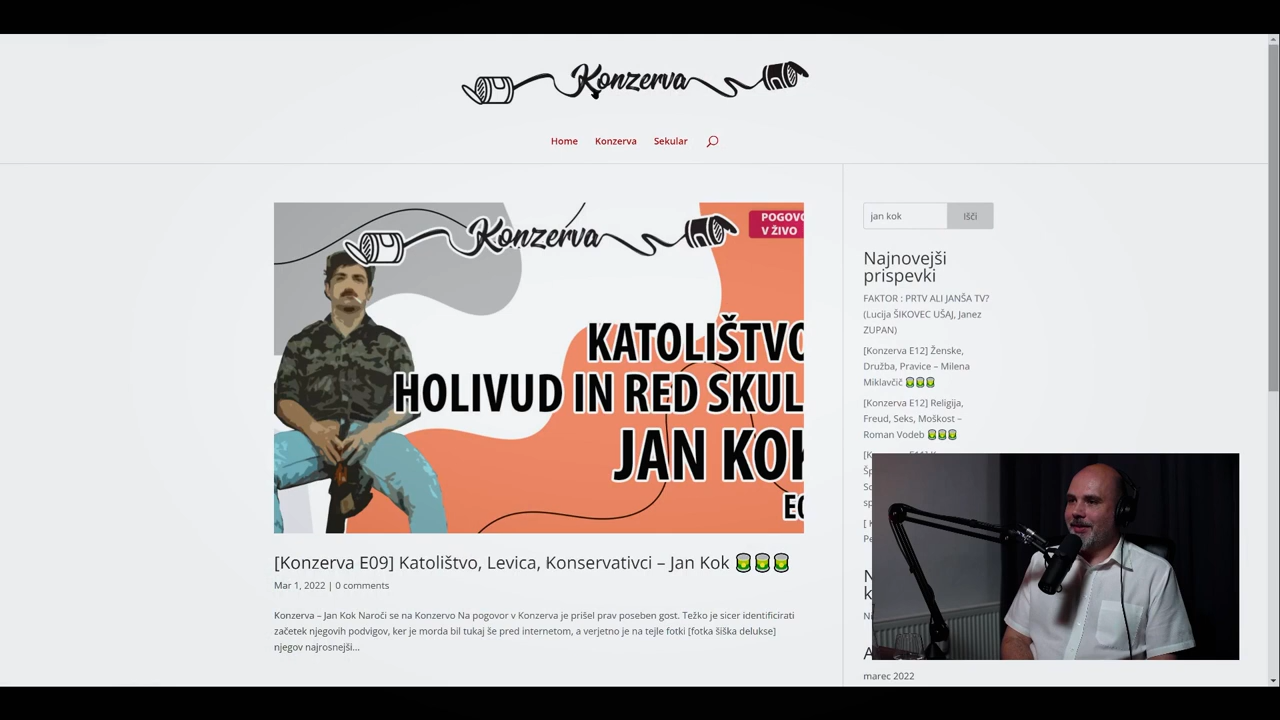 Konzerva
Home
Konzerva
Sekular
Konzerva
POGOVO
V ŽIVO
KATOLIŠTVO
HOLIVUD IN RED SKUL
JAN KOK
E0
[Konzerva E09] Katolištvo, Levica, Konservativci – Jan Kok
Mar 1, 2022 | 0 comments
Konzerva – Jan Kok Naroči se na Konzervo Na pogovor v Konzerva je prišel prav poseben gost. Težko je sicer identificirati
začetek njegovih podvigov, ker je morda bil tukaj še pred internetom, a verjetno je na tejle fotki [fotka šiška delukse]
njegov najrosnejši...
jan kok
Išči
Najnovejši
prispevki
FAKTOR : PRTV ALI JANŠA TV?
(Lucija ŠIKOVEC UŠAJ, Janez
ZUPAN)
[Konzerva E12] Ženske,
Družba, Pravice – Milena
Miklavčič
[Konzerva E12] Religija,
Freud, Seks, Moškost –
Roman Vodeb
marec 2022